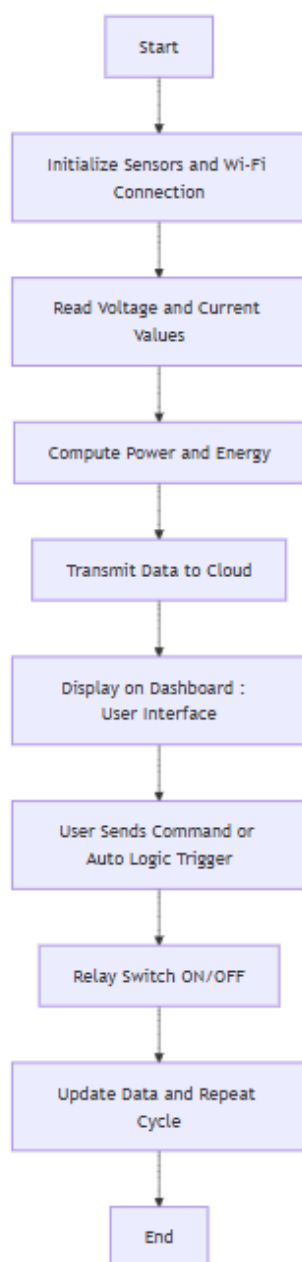 Start
Initialize Sensors and Wi-Fi
Connection
Read Voltage and Current
Values
Compute Power and Energy
Transmit Data to Cloud
Display on Dashboard :
User Interface
User Sends Command or
Auto Logic Trigger
Relay Switch ON/OFF
Update Data and Repeat
Cycle
End